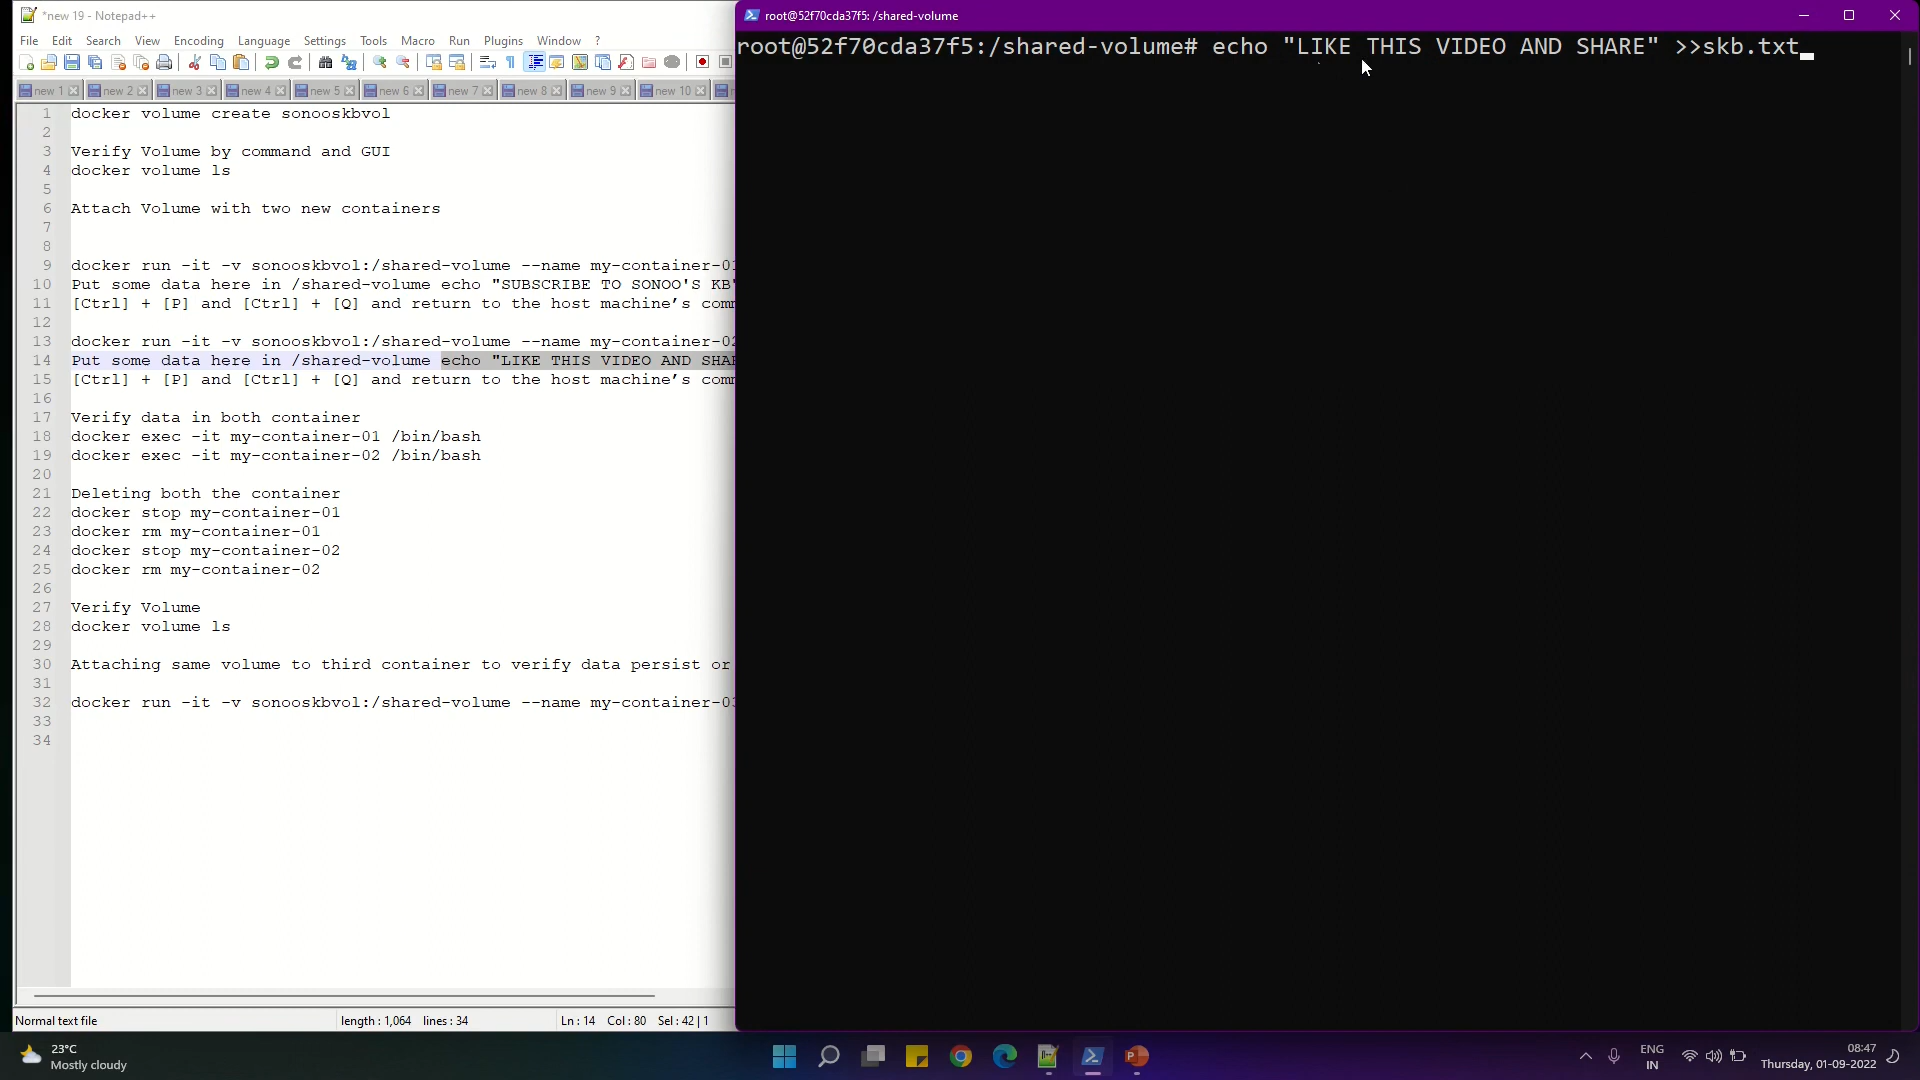 *new 19 - Notepad++
File Edit Search View Encoding Language Settings Tools Macro Run Plugins Window ?
new 1 new 2 new 3 new 4 new 5 new 6 new 7 new 8 new 9 new 10
1 docker volume create sonooskbvol
2
3 Verify Volume by command and GUI
4 docker volume ls
5
6 Attach Volume with two new containers
7
8
9 docker run -it -v sonooskbvol:/shared-volume --name my-container-01
10 Put some data here in /shared-volume echo "SUBSCRIBE TO SONOO'S KB"
11 [Ctrl] + [P] and [Ctrl] + [Q] and return to the host machine’s comm
12
13 docker run -it -v sonooskbvol:/shared-volume --name my-container-02
14 Put some data here in /shared-volume echo "LIKE THIS VIDEO AND SHAR
15 [Ctrl] + [P] and [Ctrl] + [Q] and return to the host machine’s comm
16
17 Verify data in both container
18 docker exec -it my-container-01 /bin/bash
19 docker exec -it my-container-02 /bin/bash
20
21 Deleting both the container
22 docker stop my-container-01
23 docker rm my-container-01
24 docker stop my-container-02
25 docker rm my-container-02
26
27 Verify Volume
28 docker volume ls
29
30 Attaching same volume to third container to verify data persist or
31
32 docker run -it -v sonooskbvol:/shared-volume --name my-container-03
33
34
Normal text file length : 1,064 lines : 34 Ln : 14 Col : 80 Sel : 42 | 1
root@52f70cda37f5: /shared-volume
root@52f70cda37f5:/shared-volume# echo "LIKE THIS VIDEO AND SHARE" >>skb.txt
23°C
Mostly cloudy
ENG
IN
08:47
Thursday, 01-09-2022